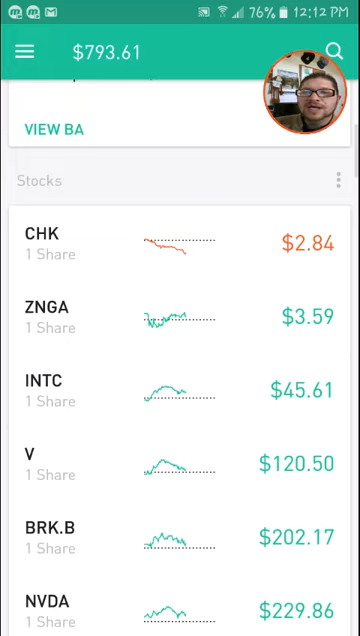 76% 12:12 PM
$793.61
VIEW BA
Stocks
CHK
1 Share
$2.84
ZNGA
1 Share
$3.59
INTC
1 Share
$45.61
V
1 Share
$120.50
BRK.B
1 Share
$202.17
NVDA
1 Share
$229.86